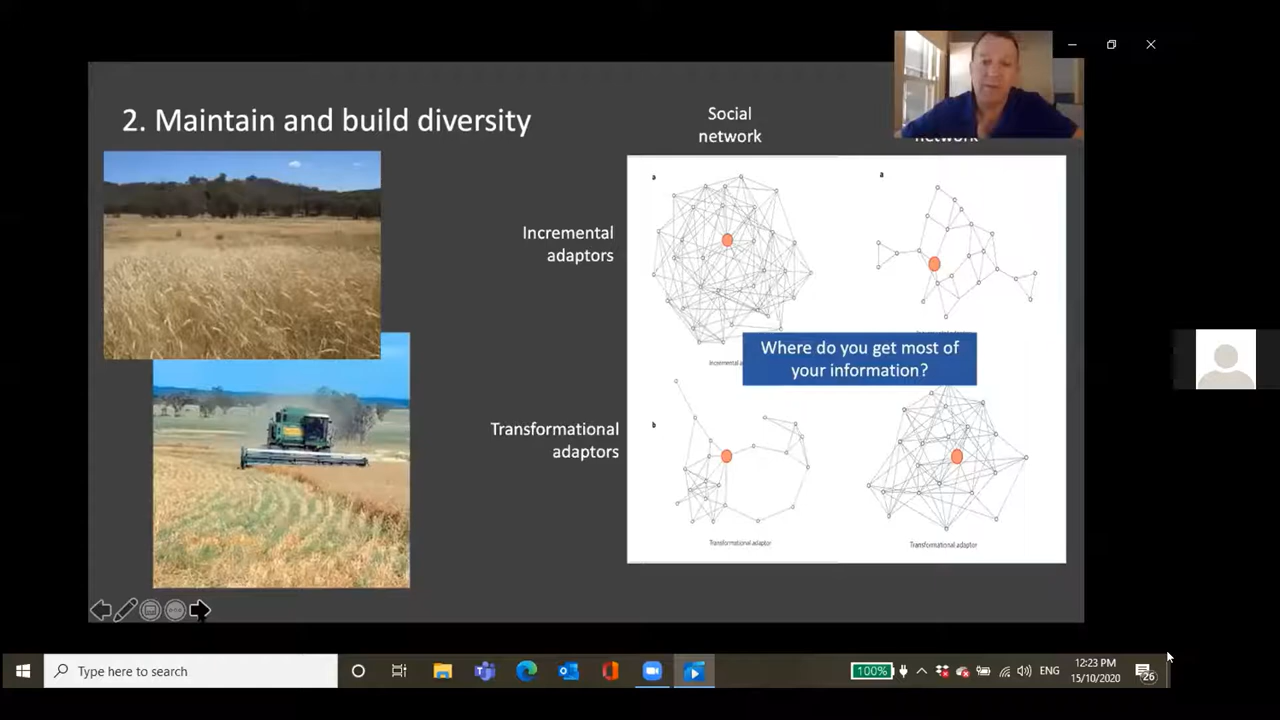 2. Maintain and build diversity
Social
network
network
a
a
Incremental
adaptors
Where do you get most of
your information?
b
Transformational
adaptors
Transformational adaptor
Transformational adaptor
Type here to search
100%
ENG
12:23 PM
15/10/2020
26